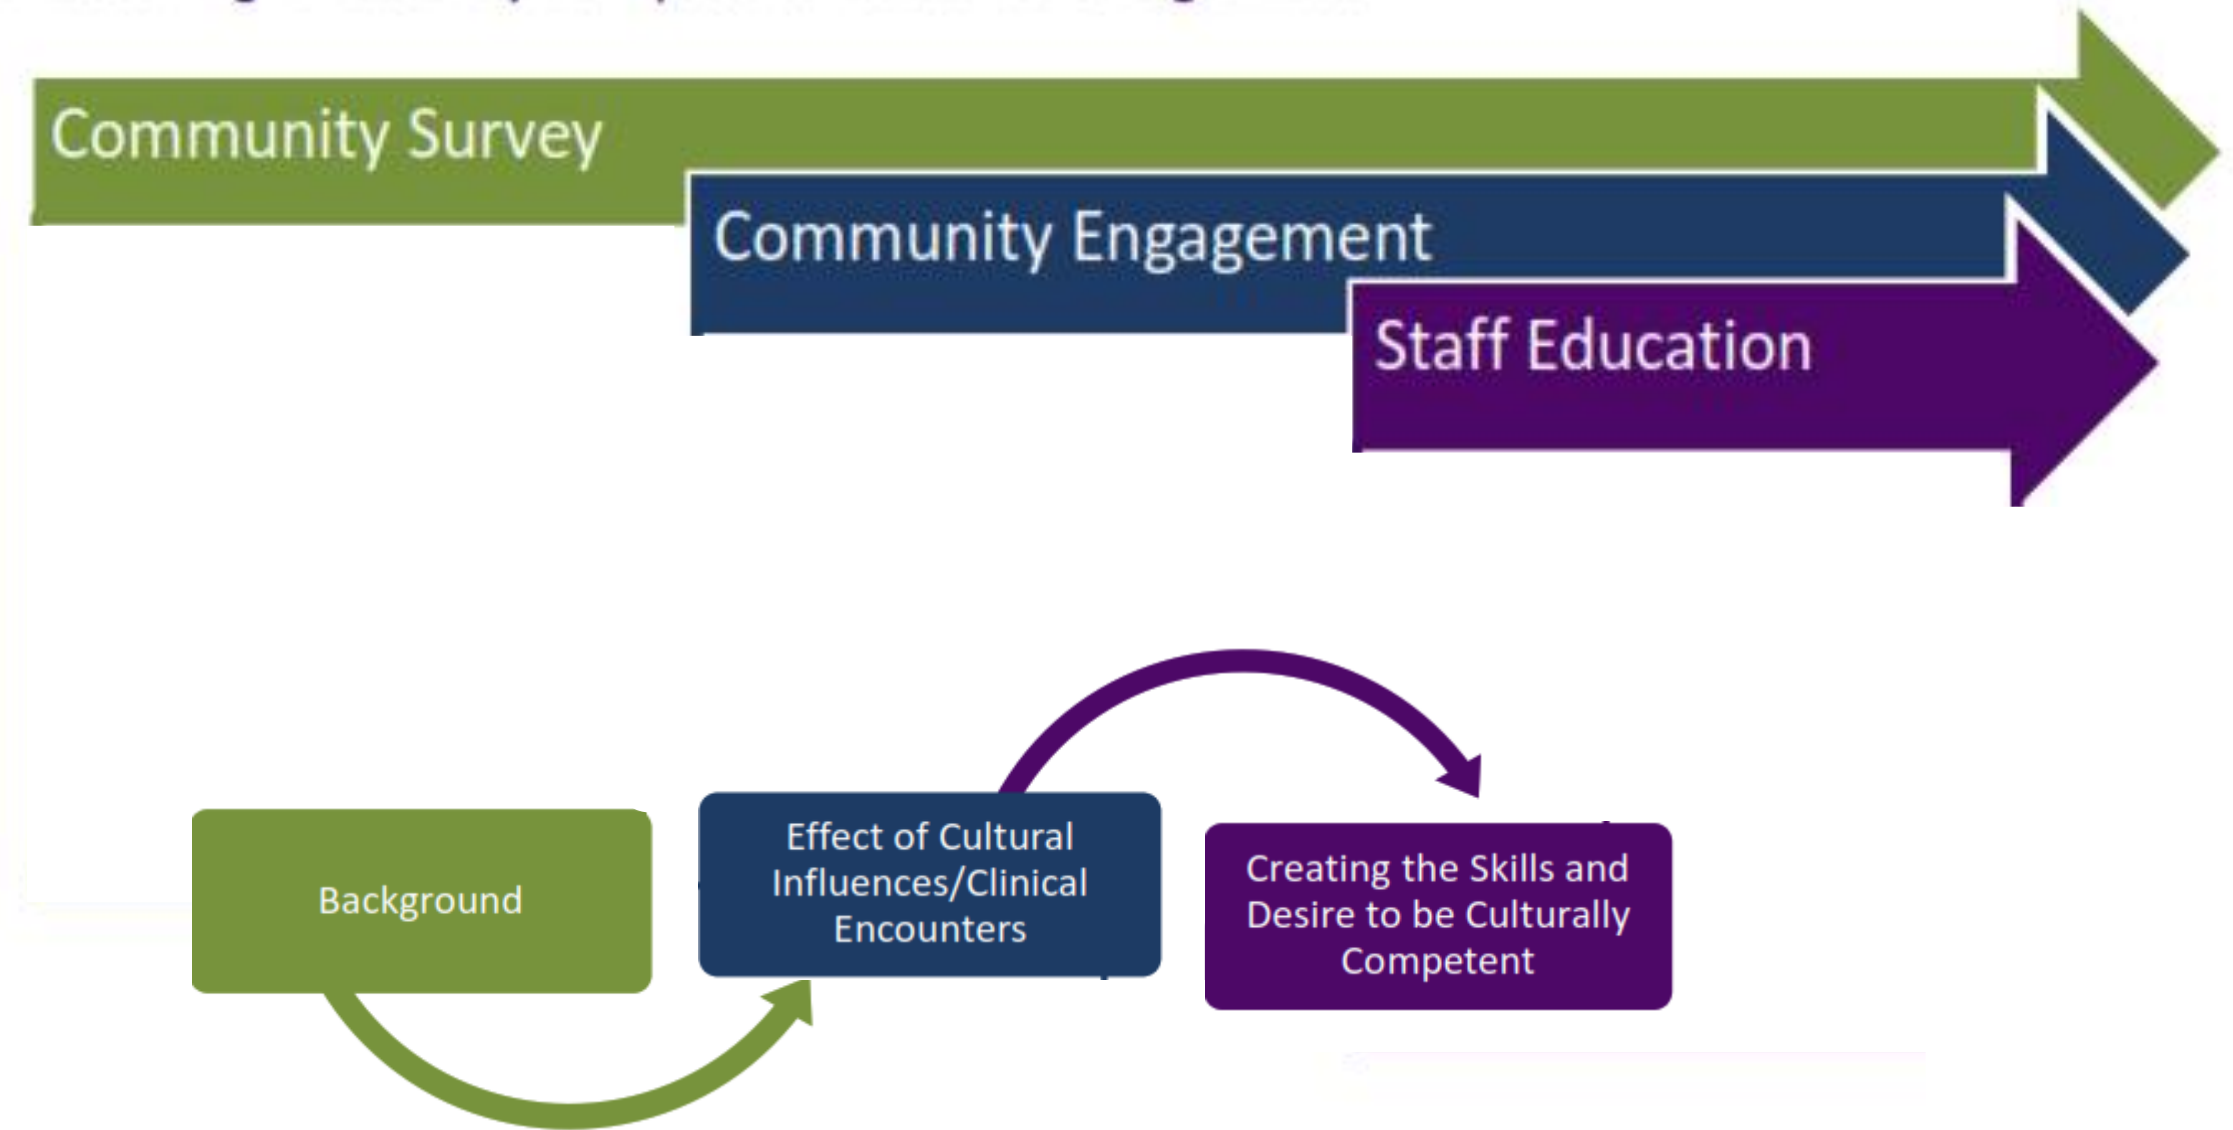 Community Survey
Community Engagement
Staff Education
Background
Effect of Cultural
Influences/Clinical
Encounters
Creating the Skills and
Desire to be Culturally
Competent